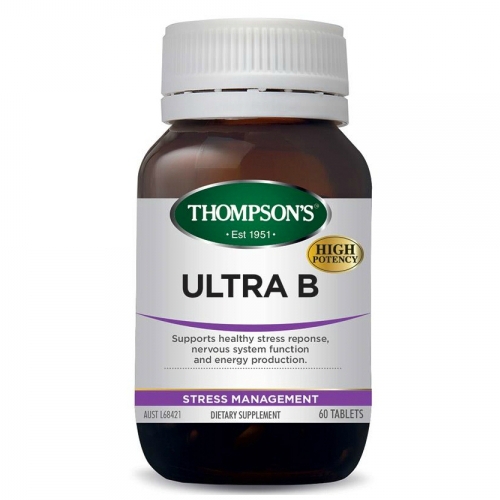 THOMPSON'S®
• Est 1951 •
HIGH
POTENCY
ULTRA B
Supports healthy stress reponse,
nervous system function
and energy production.
STRESS MANAGEMENT
AUST L68421 DIETARY SUPPLEMENT 60 TABLETS